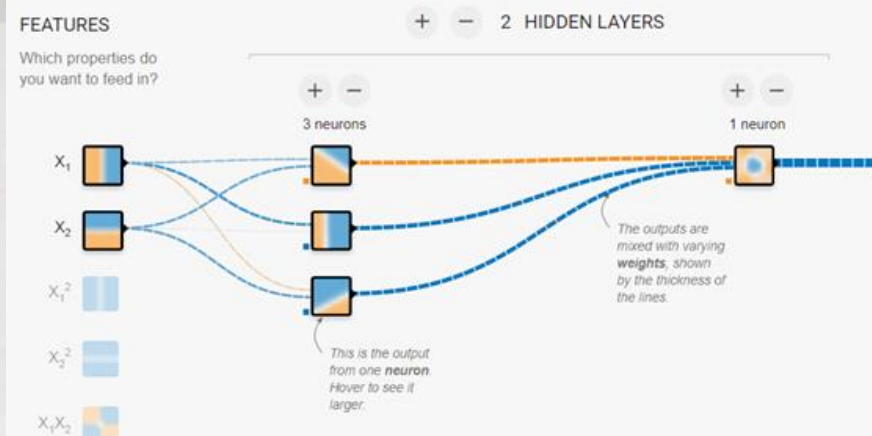 FEATURES
Which properties do
you want to feed in?
+ − 2 HIDDEN LAYERS
+ −
3 neurons
+ −
1 neuron
X₁
X₂
X₁²
X₂²
X₁X₂
The outputs are
mixed with varying
weights, shown
by the thickness of
the lines.
This is the output
from one neuron.
Hover to see it
larger.